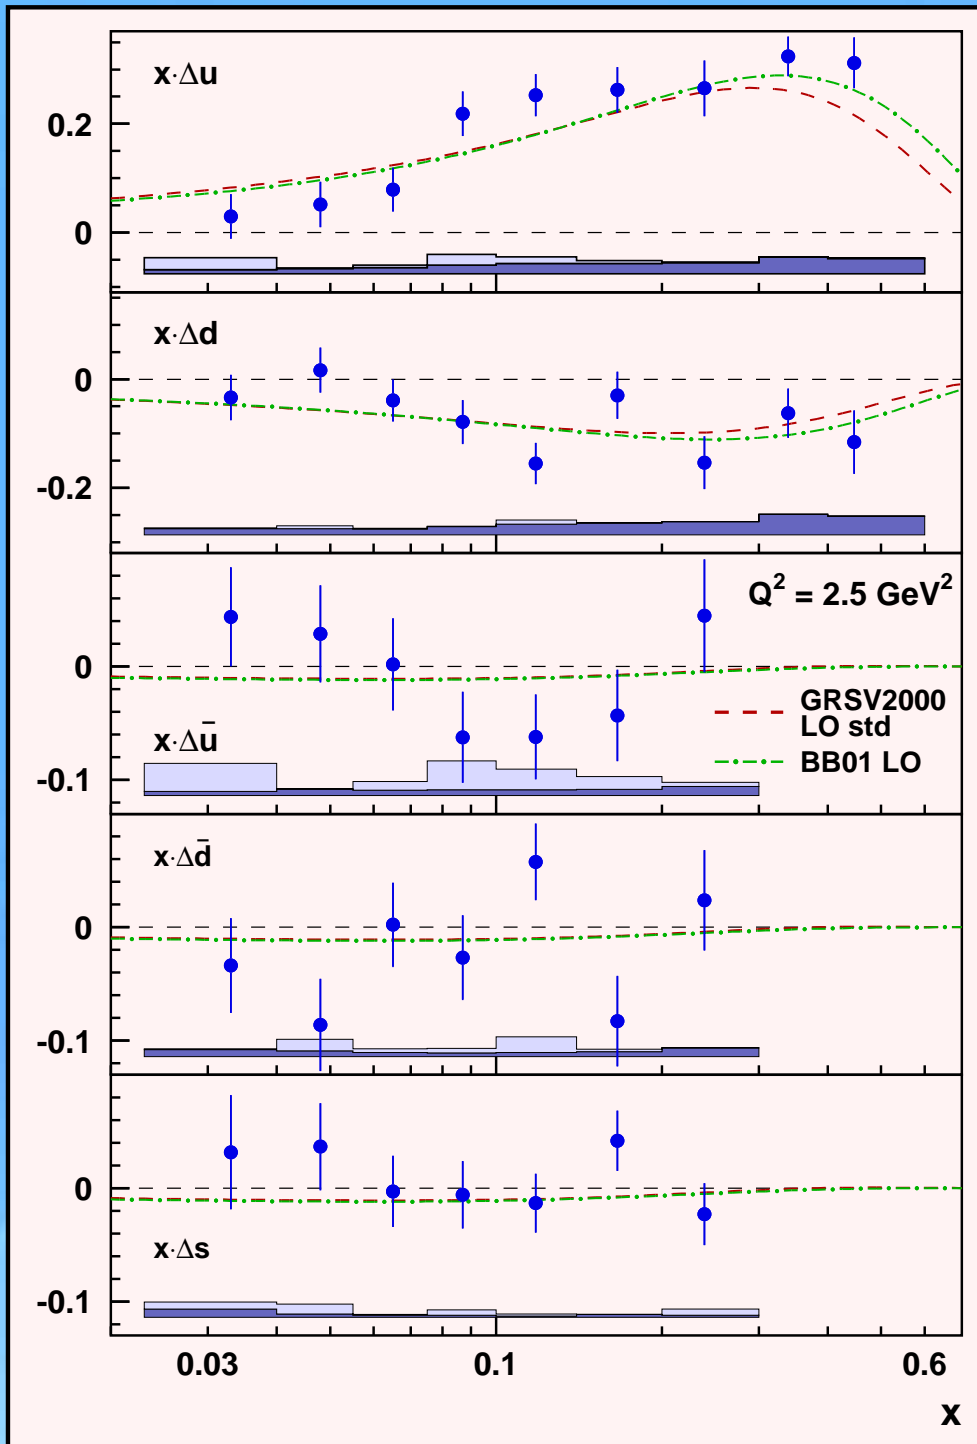 x·Δu
0.2
0
x·Δd
0
-0.2
Q² = 2.5 GeV²
0
GRSV2000
LO std
x·Δū
BB01 LO
-0.1
x·Δd̄
0
-0.1
0
x·Δs
-0.1
0.03 0.1 0.6
x